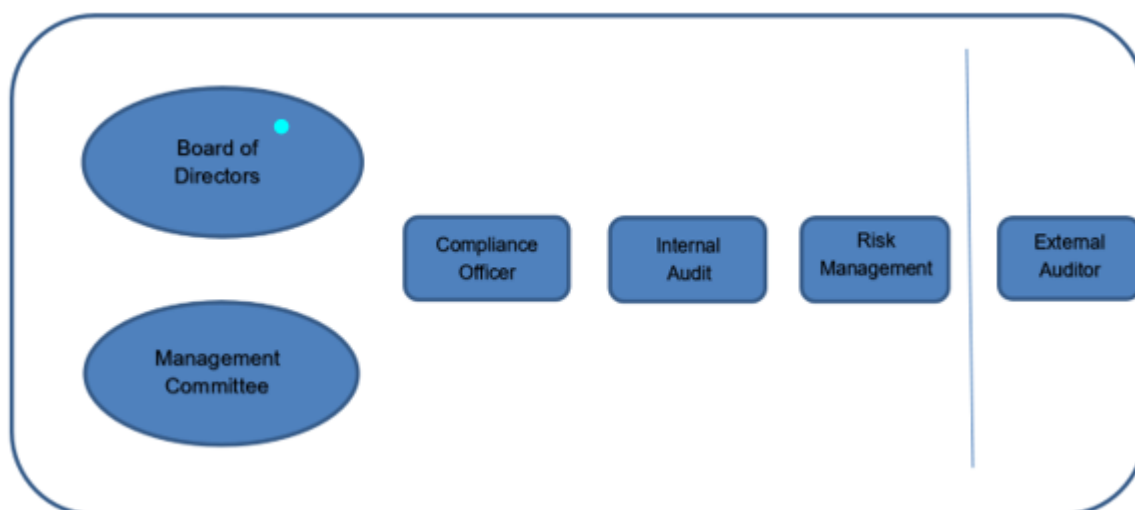 Board of
Directors
Compliance
Officer
Internal
Audit
Risk
Management
External
Auditor
Management
Committee